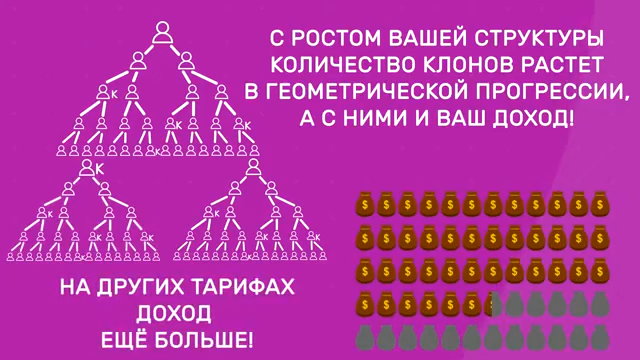 С РОСТОМ ВАШЕЙ СТРУКТУРЫ
КОЛИЧЕСТВО КЛОНОВ РАСТЕТ
В ГЕОМЕТРИЧЕСКОЙ ПРОГРЕССИИ,
А С НИМИ И ВАШ ДОХОД!
НА ДРУГИХ ТАРИФАХ
ДОХОД
ЕЩЁ БОЛЬШЕ!